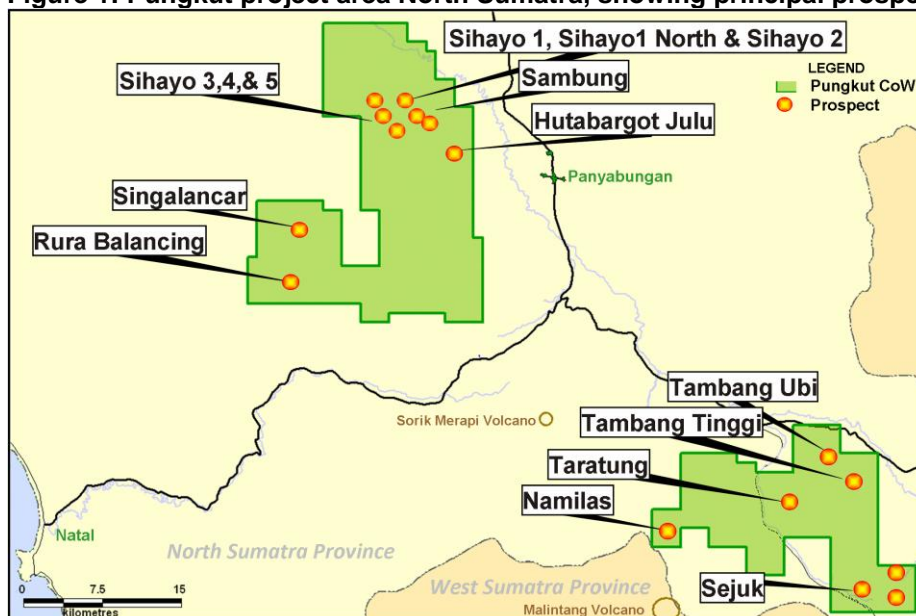 Figure 1: Pungkut project area North Sumatra, showing principal prospe
Sihayo 1, Sihayo1 North & Sihayo 2
LEGEND
Pungkut CoW
Prospect
Sihayo 3,4,& 5
Sambung
Hutabargot Julu
Panyabungan
Singalancar
Rura Balancing
Tambang Ubi
Sorik Merapi Volcano
Tambang Tinggi
Taratung
Namilas
Natal
North Sumatra Province
West Sumatra Province
Sejuk
0 7.5 15
kilometres
Malintang Volcano